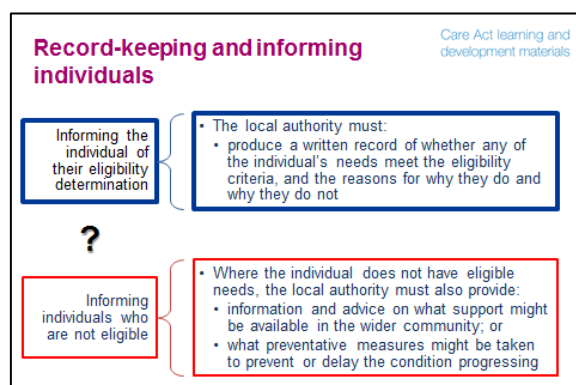 Record-keeping and informing
individuals
Care Act learning and
development materials
Informing the
individual of
their eligibility
determination
• The local authority must:
• produce a written record of whether any of
the individual's needs meet the eligibility
criteria, and the reasons for why they do and
why they do not
?
Informing
individuals who
are not eligible
• Where the individual does not have eligible
needs, the local authority must also provide:
• information and advice on what support might
be available in the wider community; or
• what preventative measures might be taken
to prevent or delay the condition progressing